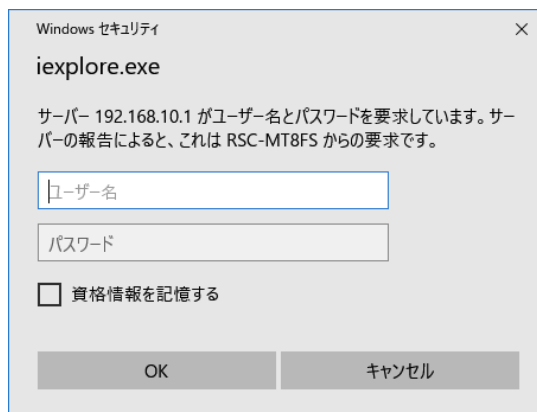 Windows セキュリティ
iexplore.exe
サーバー 192.168.10.1 がユーザー名とパスワードを要求しています。サー
バーの報告によると、これは RSC-MT8FS からの要求です。
ユーザー名
パスワード
資格情報を記憶する
OK キャンセル